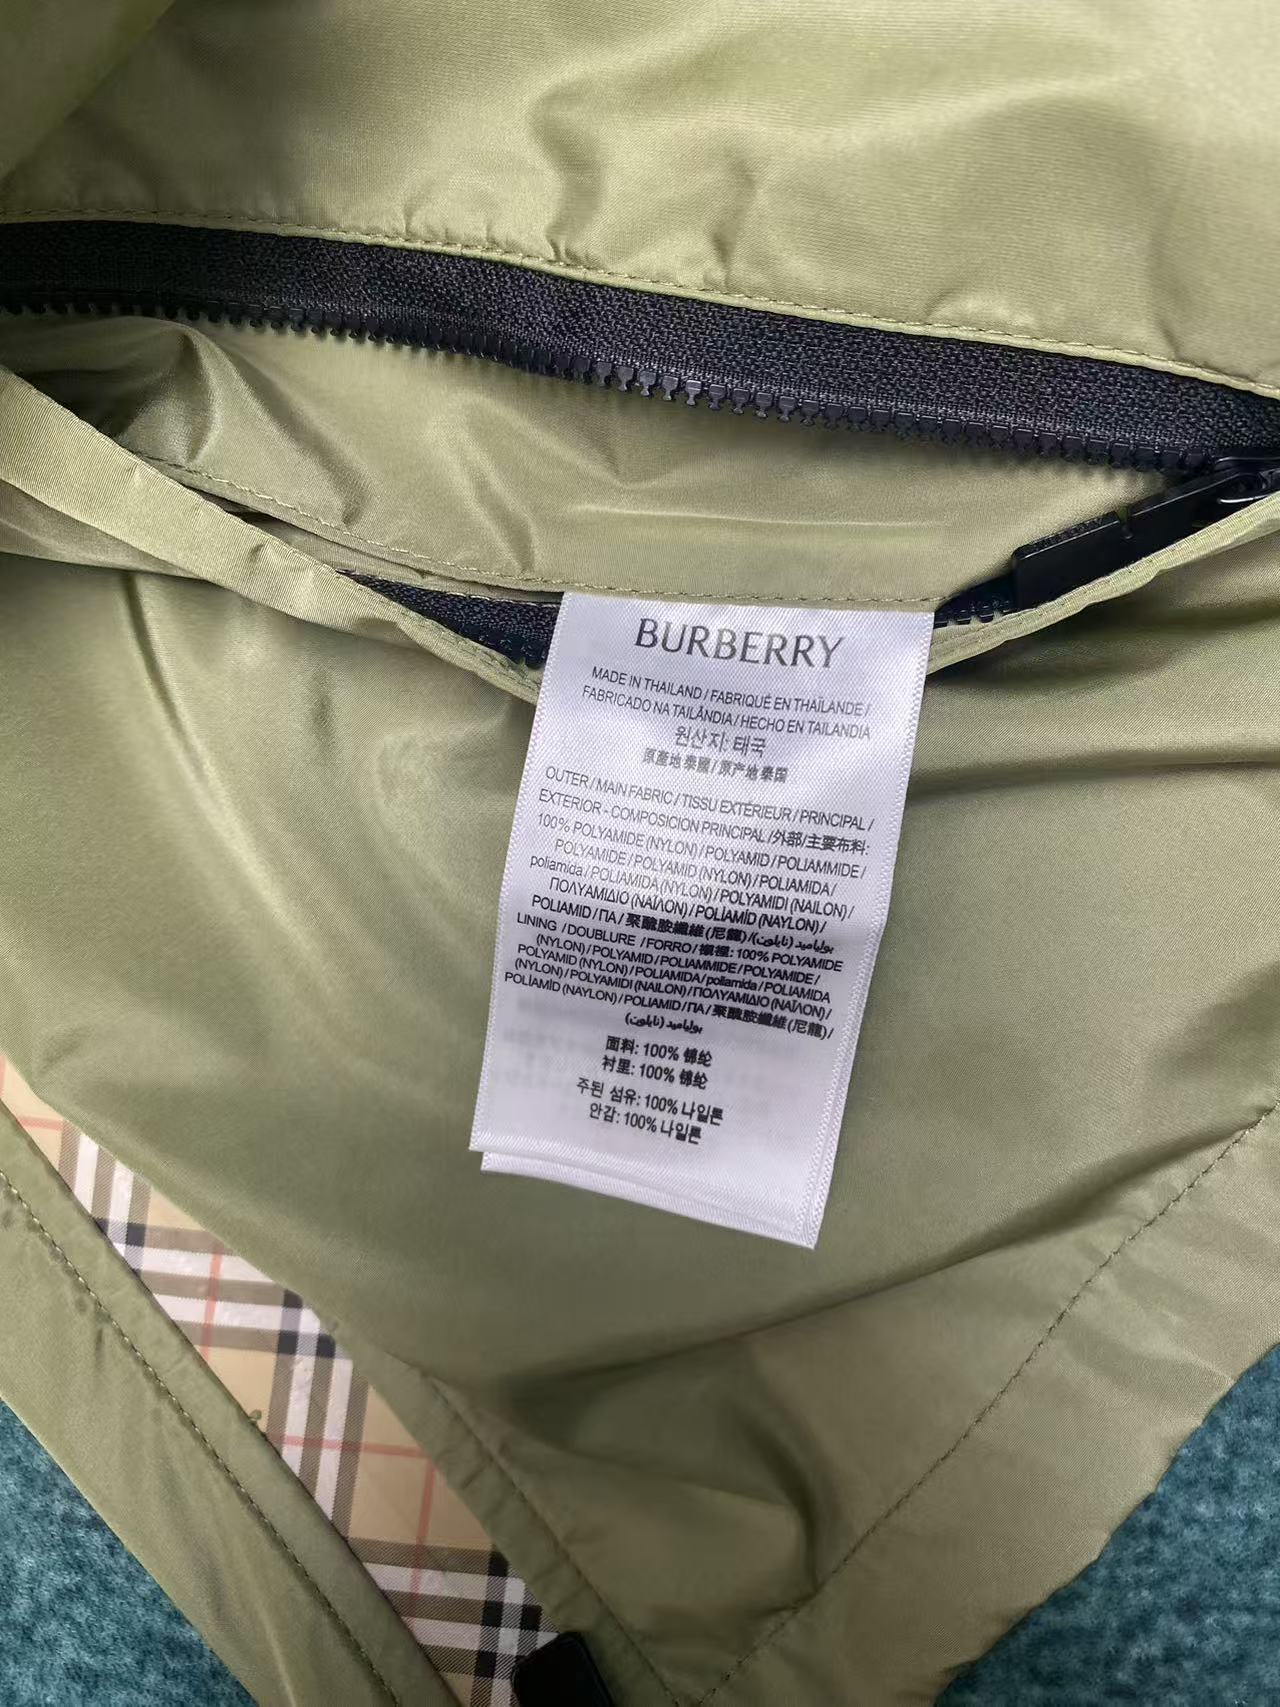 BURBERRY
MADE IN THAILAND / FABRIQUÉ EN THAÏLANDE /
FABRICADO NA TAILÂNDIA / HECHO EN TAILANDIA
원산지: 태국
原產地 泰國 / 原产地 泰国
OUTER / MAIN FABRIC / TISSU EXTÉRIEUR / PRINCIPAL /
EXTERIOR - COMPOSICION PRINCIPAL /外部/主要布料:
100% POLYAMIDE (NYLON) / POLYAMID / POLIAMMIDE /
POLYAMIDE / POLYAMID (NYLON) / POLIAMIDA /
poliamida / POLIAMIDA (NYLON) / POLYAMIDI (NAILON) /
ΠΟΛΥΑΜΙΔΙΟ (ΝΑΪΛΟΝ) / POLÍAMÍD (NAYLON) /
POLIAMID / ПА / 聚醯胺纖維 (尼龍) / بولياميد (نايلون)
LINING / DOUBLURE / FORRO / 襯裡: 100% POLYAMIDE
(NYLON) / POLYAMID / POLIAMMIDE / POLYAMIDE /
POLYAMID (NYLON) / POLIAMIDA / poliamida / POLIAMIDA
(NYLON) / POLYAMIDI (NAILON) / ΠΟΛΥΑΜΙΔΙΟ (ΝΑΪΛΟΝ) /
POLÍAMÍD (NAYLON) / POLIAMID / ПА / 聚醯胺纖維 (尼龍) /
بولياميد (نايلون)
面料: 100% 锦纶
衬里: 100% 锦纶
주된 섬유: 100% 나일론
안감: 100% 나일론